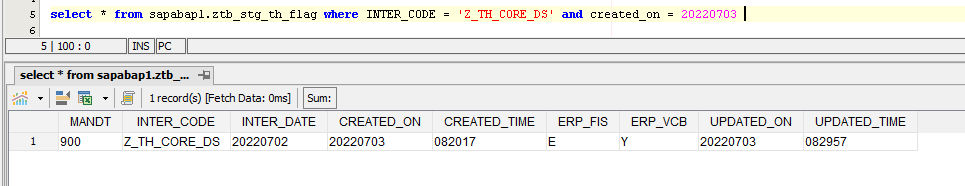 5 select * from sapabap1.ztb_stg_th_flag where INTER_CODE = 'Z_TH_CORE_DS' and created_on = 20220703
6
5 | 100 : 0 INS PC
select * from sapabap1.ztb_...
1 record(s) [Fetch Data: 0ms] Sum:
MANDT INTER_CODE INTER_DATE CREATED_ON CREATED_TIME ERP_FIS ERP_VCB UPDATED_ON UPDATED_TIME
1 900 Z_TH_CORE_DS 20220702 20220703 082017 E Y 20220703 082957